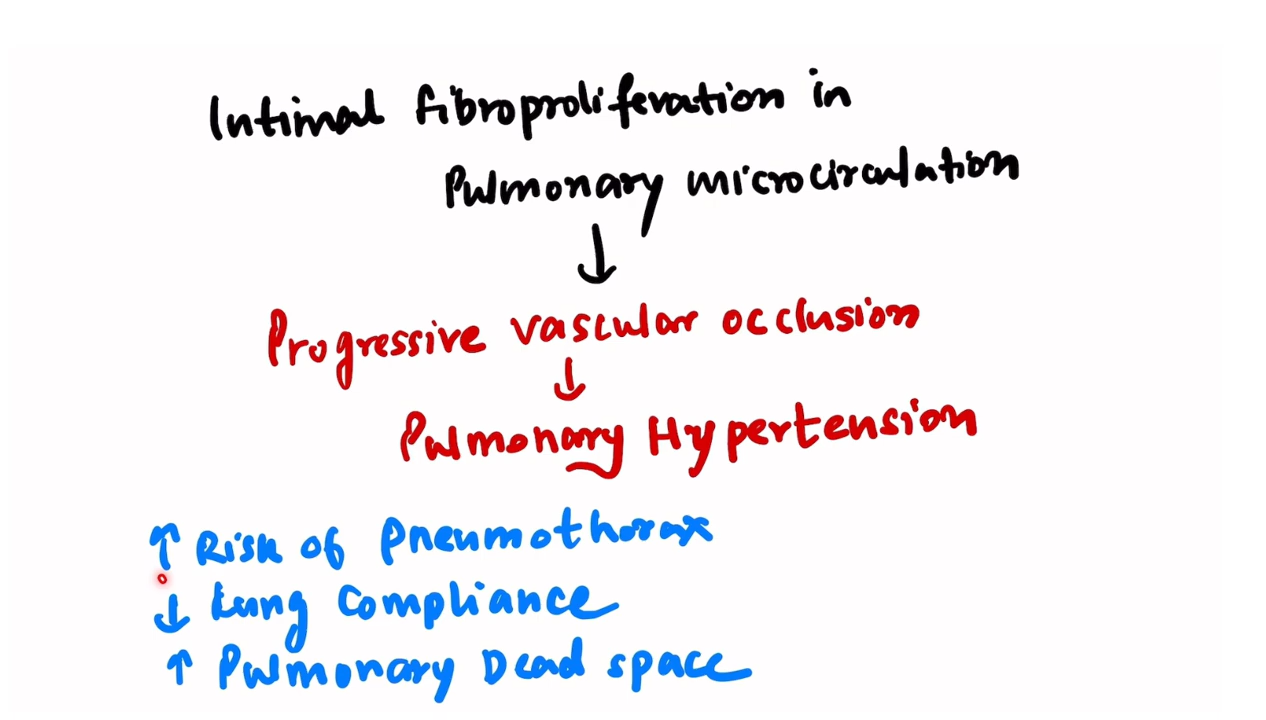 Intimal fibroproliferation in
Pulmonary microcirculation
↓
Progressive vascular occlusion
↓
Pulmonary Hypertension
↑ Risk of Pneumothorax
↓ Lung Compliance
↑ Pulmonary Dead space